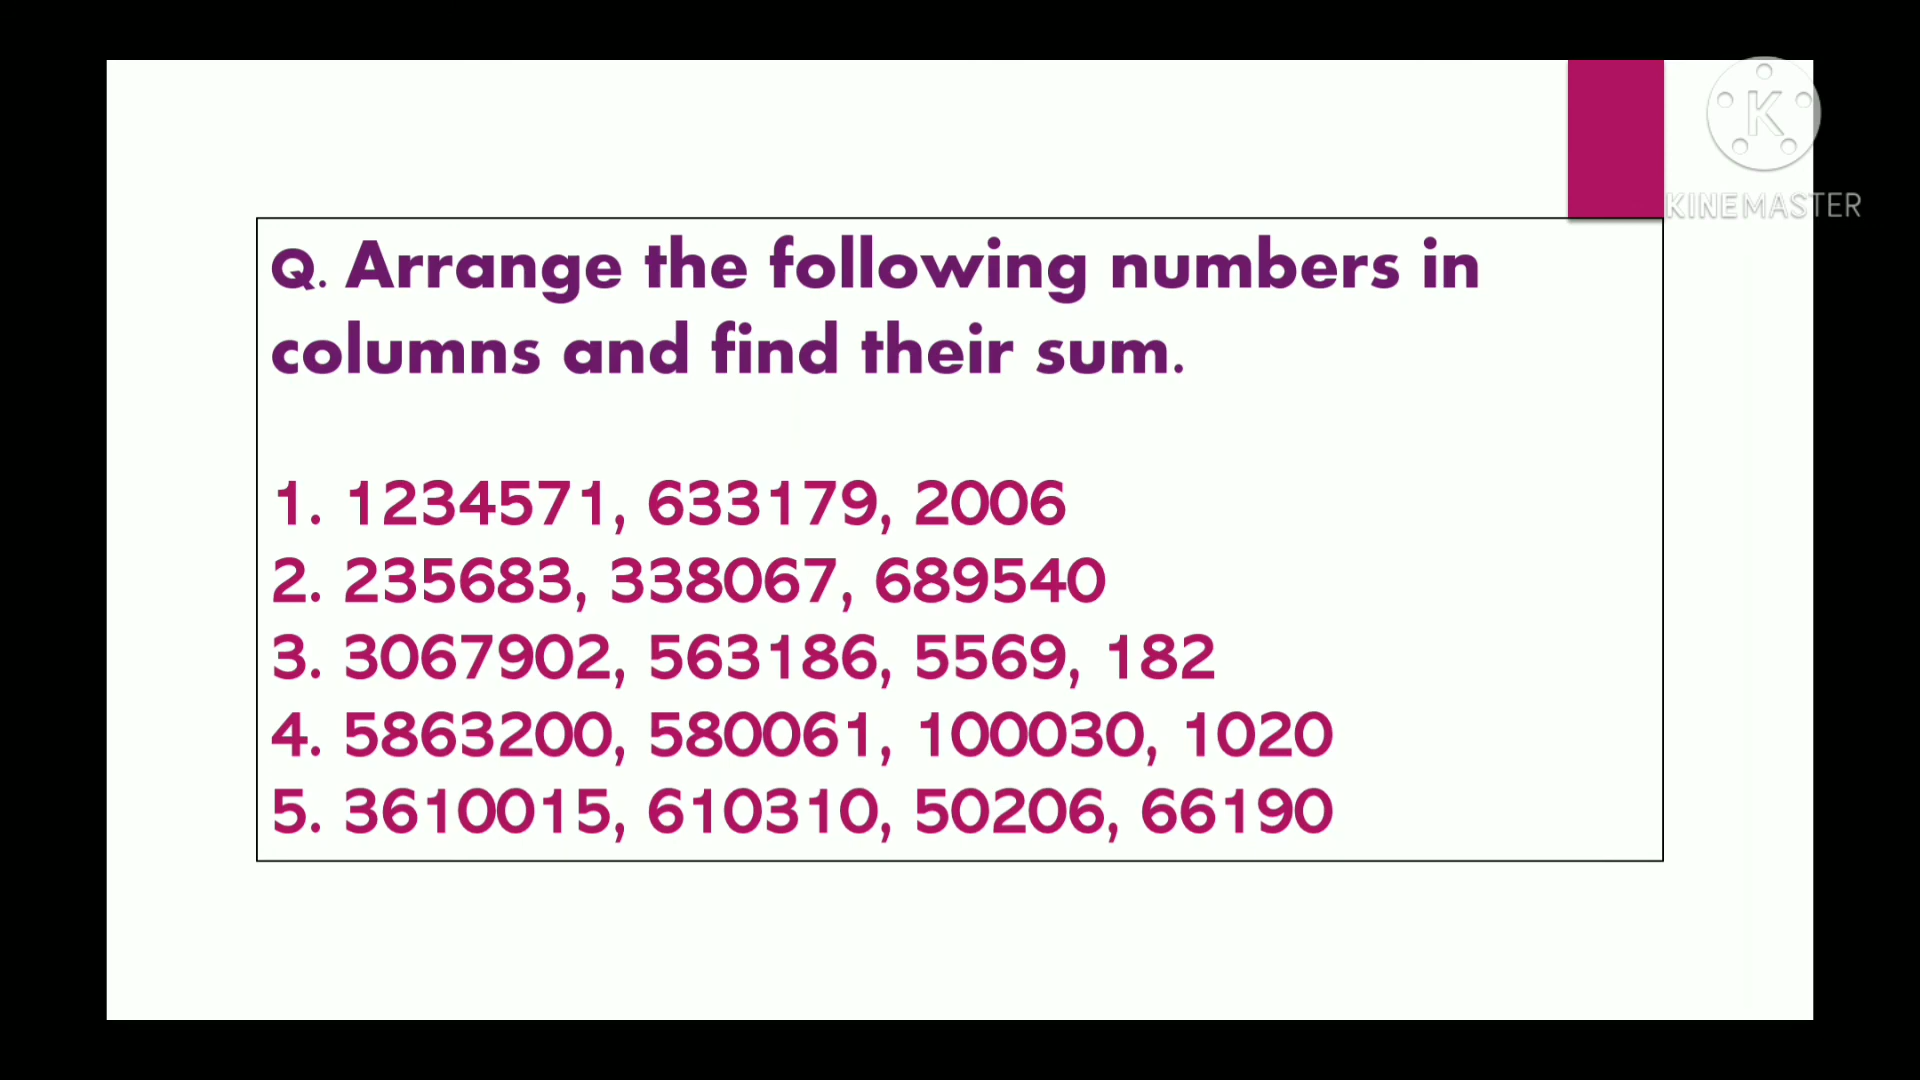 K
KINEMASTER
Q. Arrange the following numbers in
columns and find their sum.
1. 1234571, 633179, 2006
2. 235683, 338067, 689540
3. 3067902, 563186, 5569, 182
4. 5863200, 580061, 100030, 1020
5. 3610015, 610310, 50206, 66190